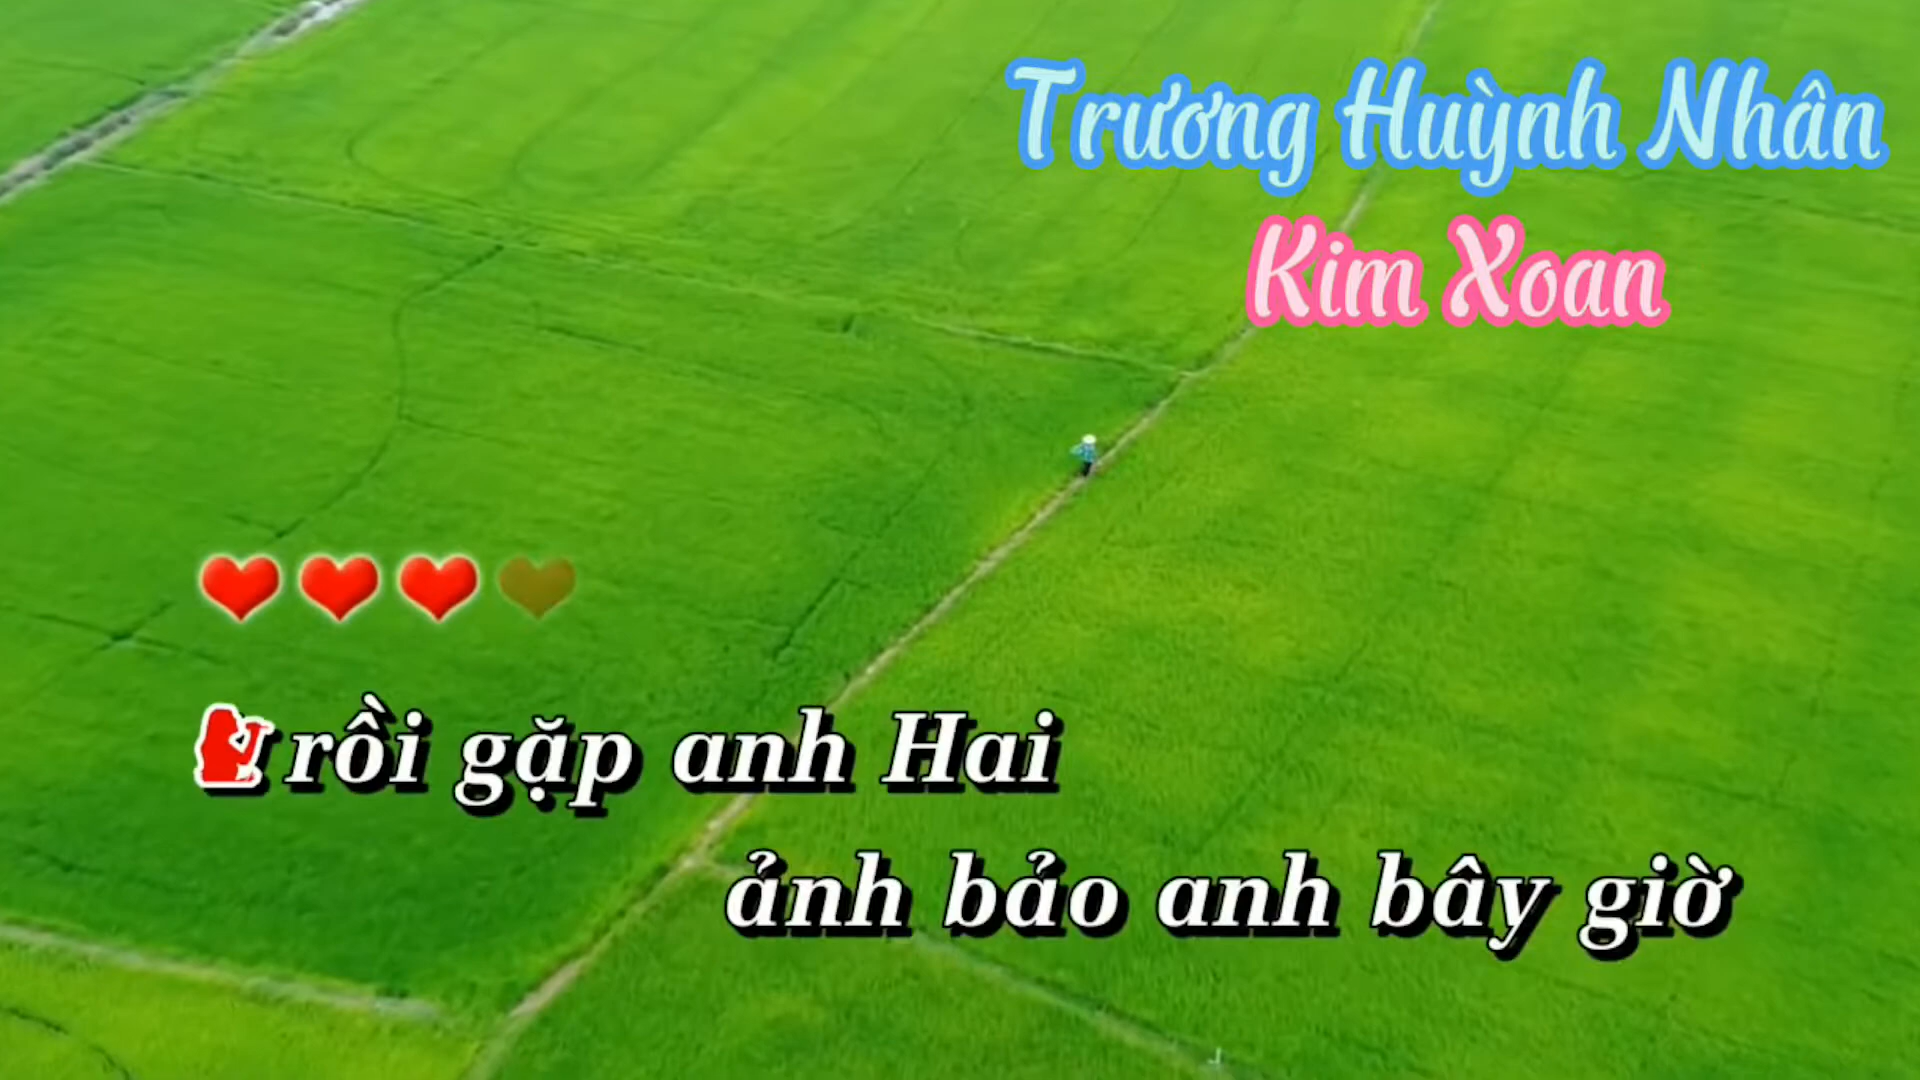 Trương Huỳnh Nhân
Kim Xoan
rồi gặp anh Hai
ảnh bảo anh bây giờ